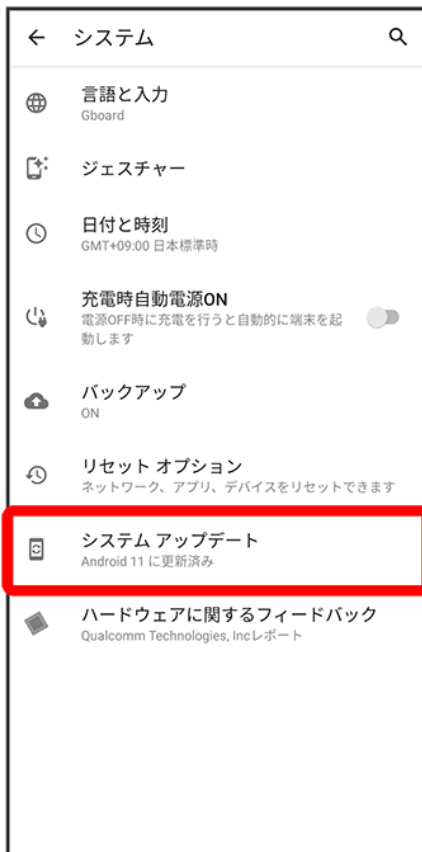 システム
言語と入力
Gboard
ジェスチャー
日付と時刻
GMT+09:00 日本標準時
充電時自動電源ON
電源OFF時に充電を行うと自動的に端末を起
動します
バックアップ
ON
リセット オプション
ネットワーク、アプリ、デバイスをリセットできます
システム アップデート
Android 11 に更新済み
ハードウェアに関するフィードバック
Qualcomm Technologies, Incレポート